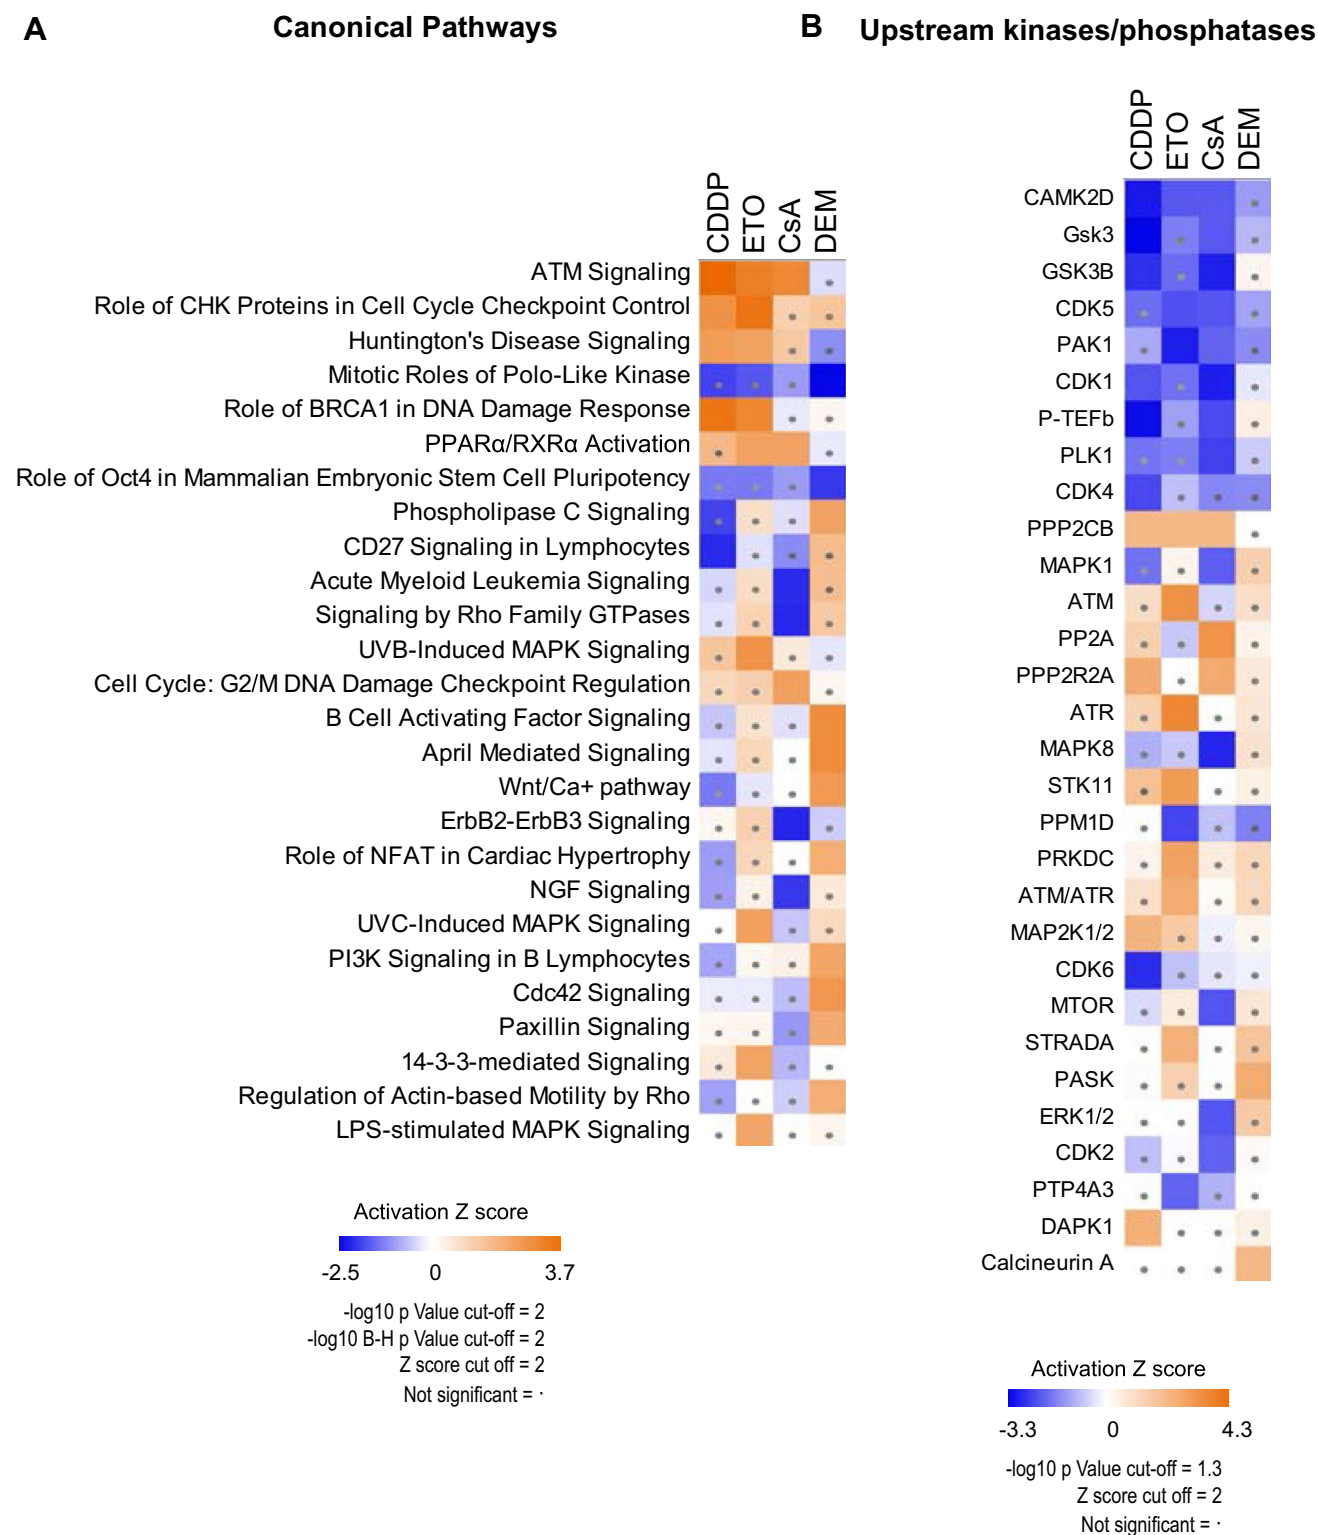 A
Canonical Pathways
CDDP
ETO
CsA
DEM
ATM Signaling
Role of CHK Proteins in Cell Cycle Checkpoint Control
Huntington's Disease Signaling
Mitotic Roles of Polo-Like Kinase
Role of BRCA1 in DNA Damage Response
PPARα/RXRα Activation
Role of Oct4 in Mammalian Embryonic Stem Cell Pluripotency
Phospholipase C Signaling
CD27 Signaling in Lymphocytes
Acute Myeloid Leukemia Signaling
Signaling by Rho Family GTPases
UVB-Induced MAPK Signaling
Cell Cycle: G2/M DNA Damage Checkpoint Regulation
B Cell Activating Factor Signaling
April Mediated Signaling
Wnt/Ca+ pathway
ErbB2-ErbB3 Signaling
Role of NFAT in Cardiac Hypertrophy
NGF Signaling
UVC-Induced MAPK Signaling
PI3K Signaling in B Lymphocytes
Cdc42 Signaling
Paxillin Signaling
14-3-3-mediated Signaling
Regulation of Actin-based Motility by Rho
LPS-stimulated MAPK Signaling
Activation Z score
-2.5 0 3.7
-log10 p Value cut-off = 2
-log10 B-H p Value cut-off = 2
Z score cut off = 2
Not significant = ·
B
Upstream kinases/phosphatases
CDDP
ETO
CsA
DEM
CAMK2D
Gsk3
GSK3B
CDK5
PAK1
CDK1
P-TEFb
PLK1
CDK4
PPP2CB
MAPK1
ATM
PP2A
PPP2R2A
ATR
MAPK8
STK11
PPM1D
PRKDC
ATM/ATR
MAP2K1/2
CDK6
MTOR
STRADA
PASK
ERK1/2
CDK2
PTP4A3
DAPK1
Calcineurin A
Activation Z score
-3.3 0 4.3
-log10 p Value cut-off = 1.3
Z score cut off = 2
Not significant = ·